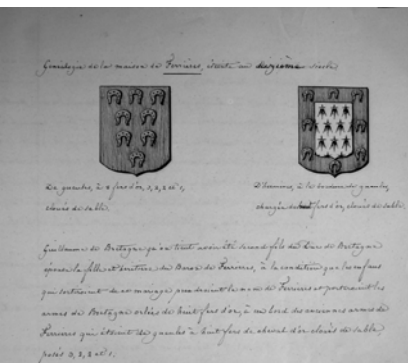 Généalogie de la maison de Ferrières, éteinte au seizième siècle.
De gueules, à 8 fers d'or, 3, 2, 2 et 1,
cloués de sable.
D'hermines, à la bordure de gueules,
chargée de huit fers d'or, cloués de sable.
Guillaume de Bretagne qu'on croit avoir été second fils du Duc de Bretagne
épousa la fille et héritière du Baron de Ferrières, à la condition que les enfans
qui sortiraient de ce mariage prendraient le nom de Ferrières et porteraient les
armes de Bretagne orlées de huit fers d'or, à un bord des anciennes armes de
Ferrières qui étaient de gueules à huit fers de cheval d'or cloués de sable,
posés 3, 2, 2 et 1.